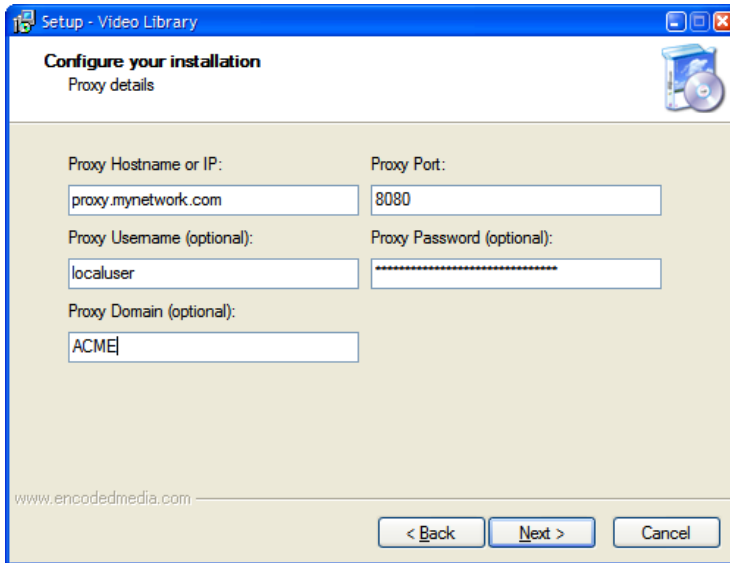 Setup - Video Library
Configure your installation
Proxy details
Proxy Hostname or IP:
Proxy Port:
proxy.mynetwork.com
8080
Proxy Username (optional):
Proxy Password (optional):
localuser
*******************************
Proxy Domain (optional):
ACME
www.encodedmedia.com
< Back
Next >
Cancel